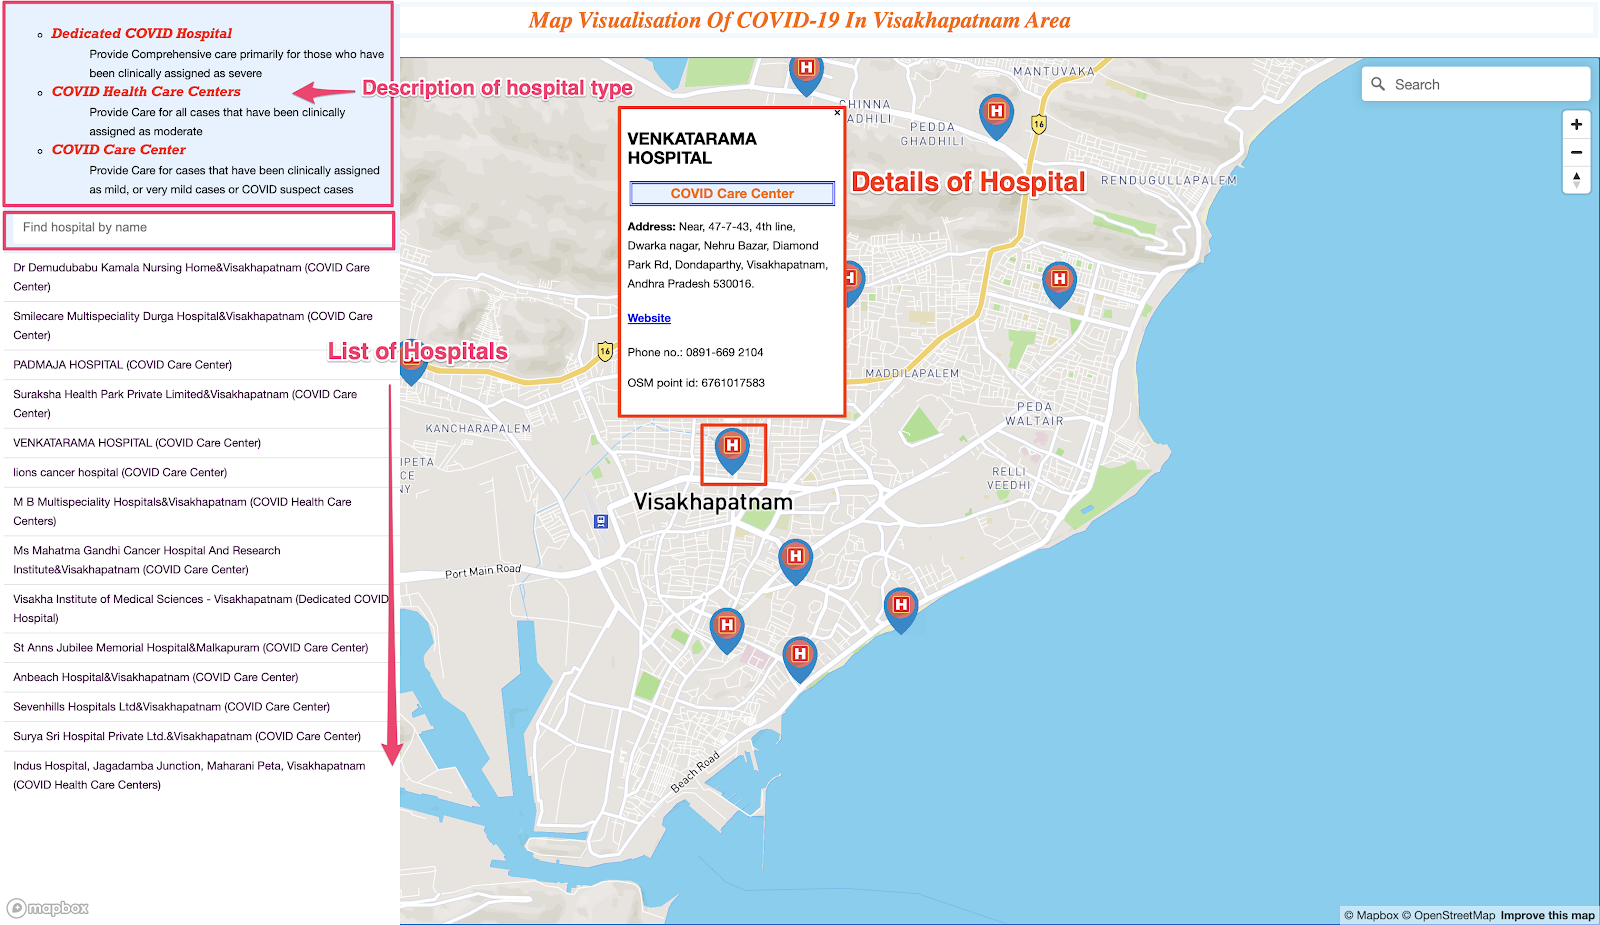 Map Visualisation Of COVID-19 In Visakhapatnam Area
Dedicated COVID Hospital
Provide Comprehensive care primarily for those who have
been clinically assigned as severe
COVID Health Care Centers
Provide Care for all cases that have been clinically
assigned as moderate
COVID Care Center
Provide Care for cases that have been clinically assigned
as mild, or very mild cases or COVID suspect cases
Description of hospital type
Find hospital by name
Dr Demudubabu Kamala Nursing Home&Visakhapatnam (COVID Care
Center)
Smilecare Multispeciality Durga Hospital&Visakhapatnam (COVID Care
Center)
List of Hospitals
PADMAJA HOSPITAL (COVID Care Center)
Suraksha Health Park Private Limited&Visakhapatnam (COVID Care
Center)
VENKATARAMA HOSPITAL (COVID Care Center)
lions cancer hospital (COVID Care Center)
M B Multispeciality Hospitals&Visakhapatnam (COVID Health Care
Centers)
Ms Mahatma Gandhi Cancer Hospital And Research
Institute&Visakhapatnam (COVID Care Center)
Visakha Institute of Medical Sciences - Visakhapatnam (Dedicated COVID
Hospital)
St Anns Jubilee Memorial Hospital&Malkapuram (COVID Care Center)
Anbeach Hospital&Visakhapatnam (COVID Care Center)
Sevenhills Hospitals Ltd&Visakhapatnam (COVID Care Center)
Surya Sri Hospital Private Ltd.&Visakhapatnam (COVID Care Center)
Indus Hospital, Jagadamba Junction, Maharani Peta, Visakhapatnam
(COVID Health Care Centers)
mapbox
VENKATARAMA
HOSPITAL
COVID Care Center
Address: Near, 47-7-43, 4th line,
Dwarka nagar, Nehru Bazar, Diamond
Park Rd, Dondaparthy, Visakhapatnam,
Andhra Pradesh 530016.
Website
Phone no.: 0891-669 2104
OSM point id: 6761017583
Details of Hospital
Search
MANTUVAKA
CHINNA
GADHILI
PEDDA
GHADHILI
16
RENDUGULLAPALEM
16
MADDILAPALEM
PEDA
WALTAIR
KANCHARAPALEM
RELLI
VEEDHI
Visakhapatnam
Port Main Road
Beach Road
H
H
H
H
H
H
H
H
H
H
© Mapbox © OpenStreetMap Improve this map